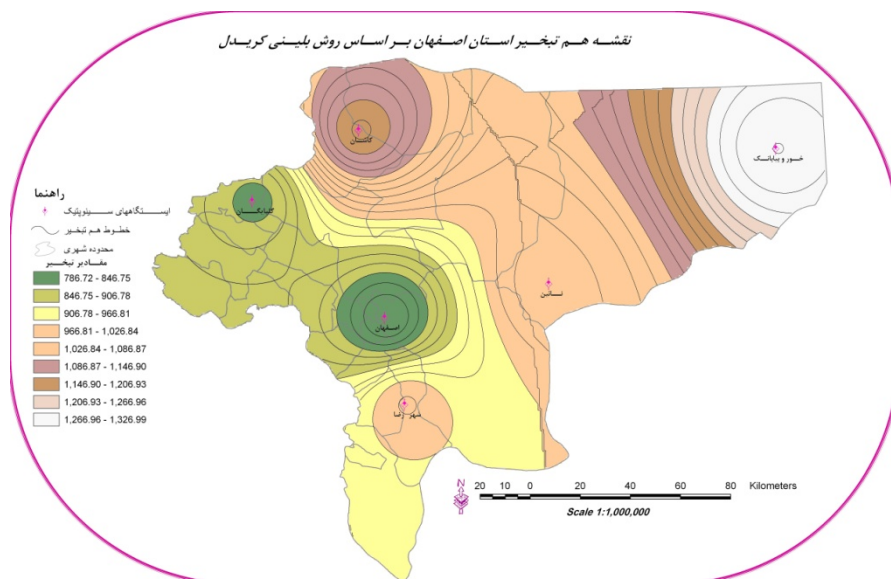 نقشه هم تبخیر استان اصفهان بر اساس روش بلینی کریدل
کاشان
خور و بیابانک
گلپایگان
نائین
اصفهان
شهر رضا
راهنما
ایستگاههای سینوپتیک
خطوط هم تبخیر
محدوده شهری
مقادیر تبخیر
786.72 - 846.75
846.75 - 906.78
906.78 - 966.81
966.81 - 1,026.84
1,026.84 - 1,086.87
1,086.87 - 1,146.90
1,146.90 - 1,206.93
1,206.93 - 1,266.96
1,266.96 - 1,326.99
N
20 10 0 20 40 60 80 Kilometers
Scale 1:1,000,000